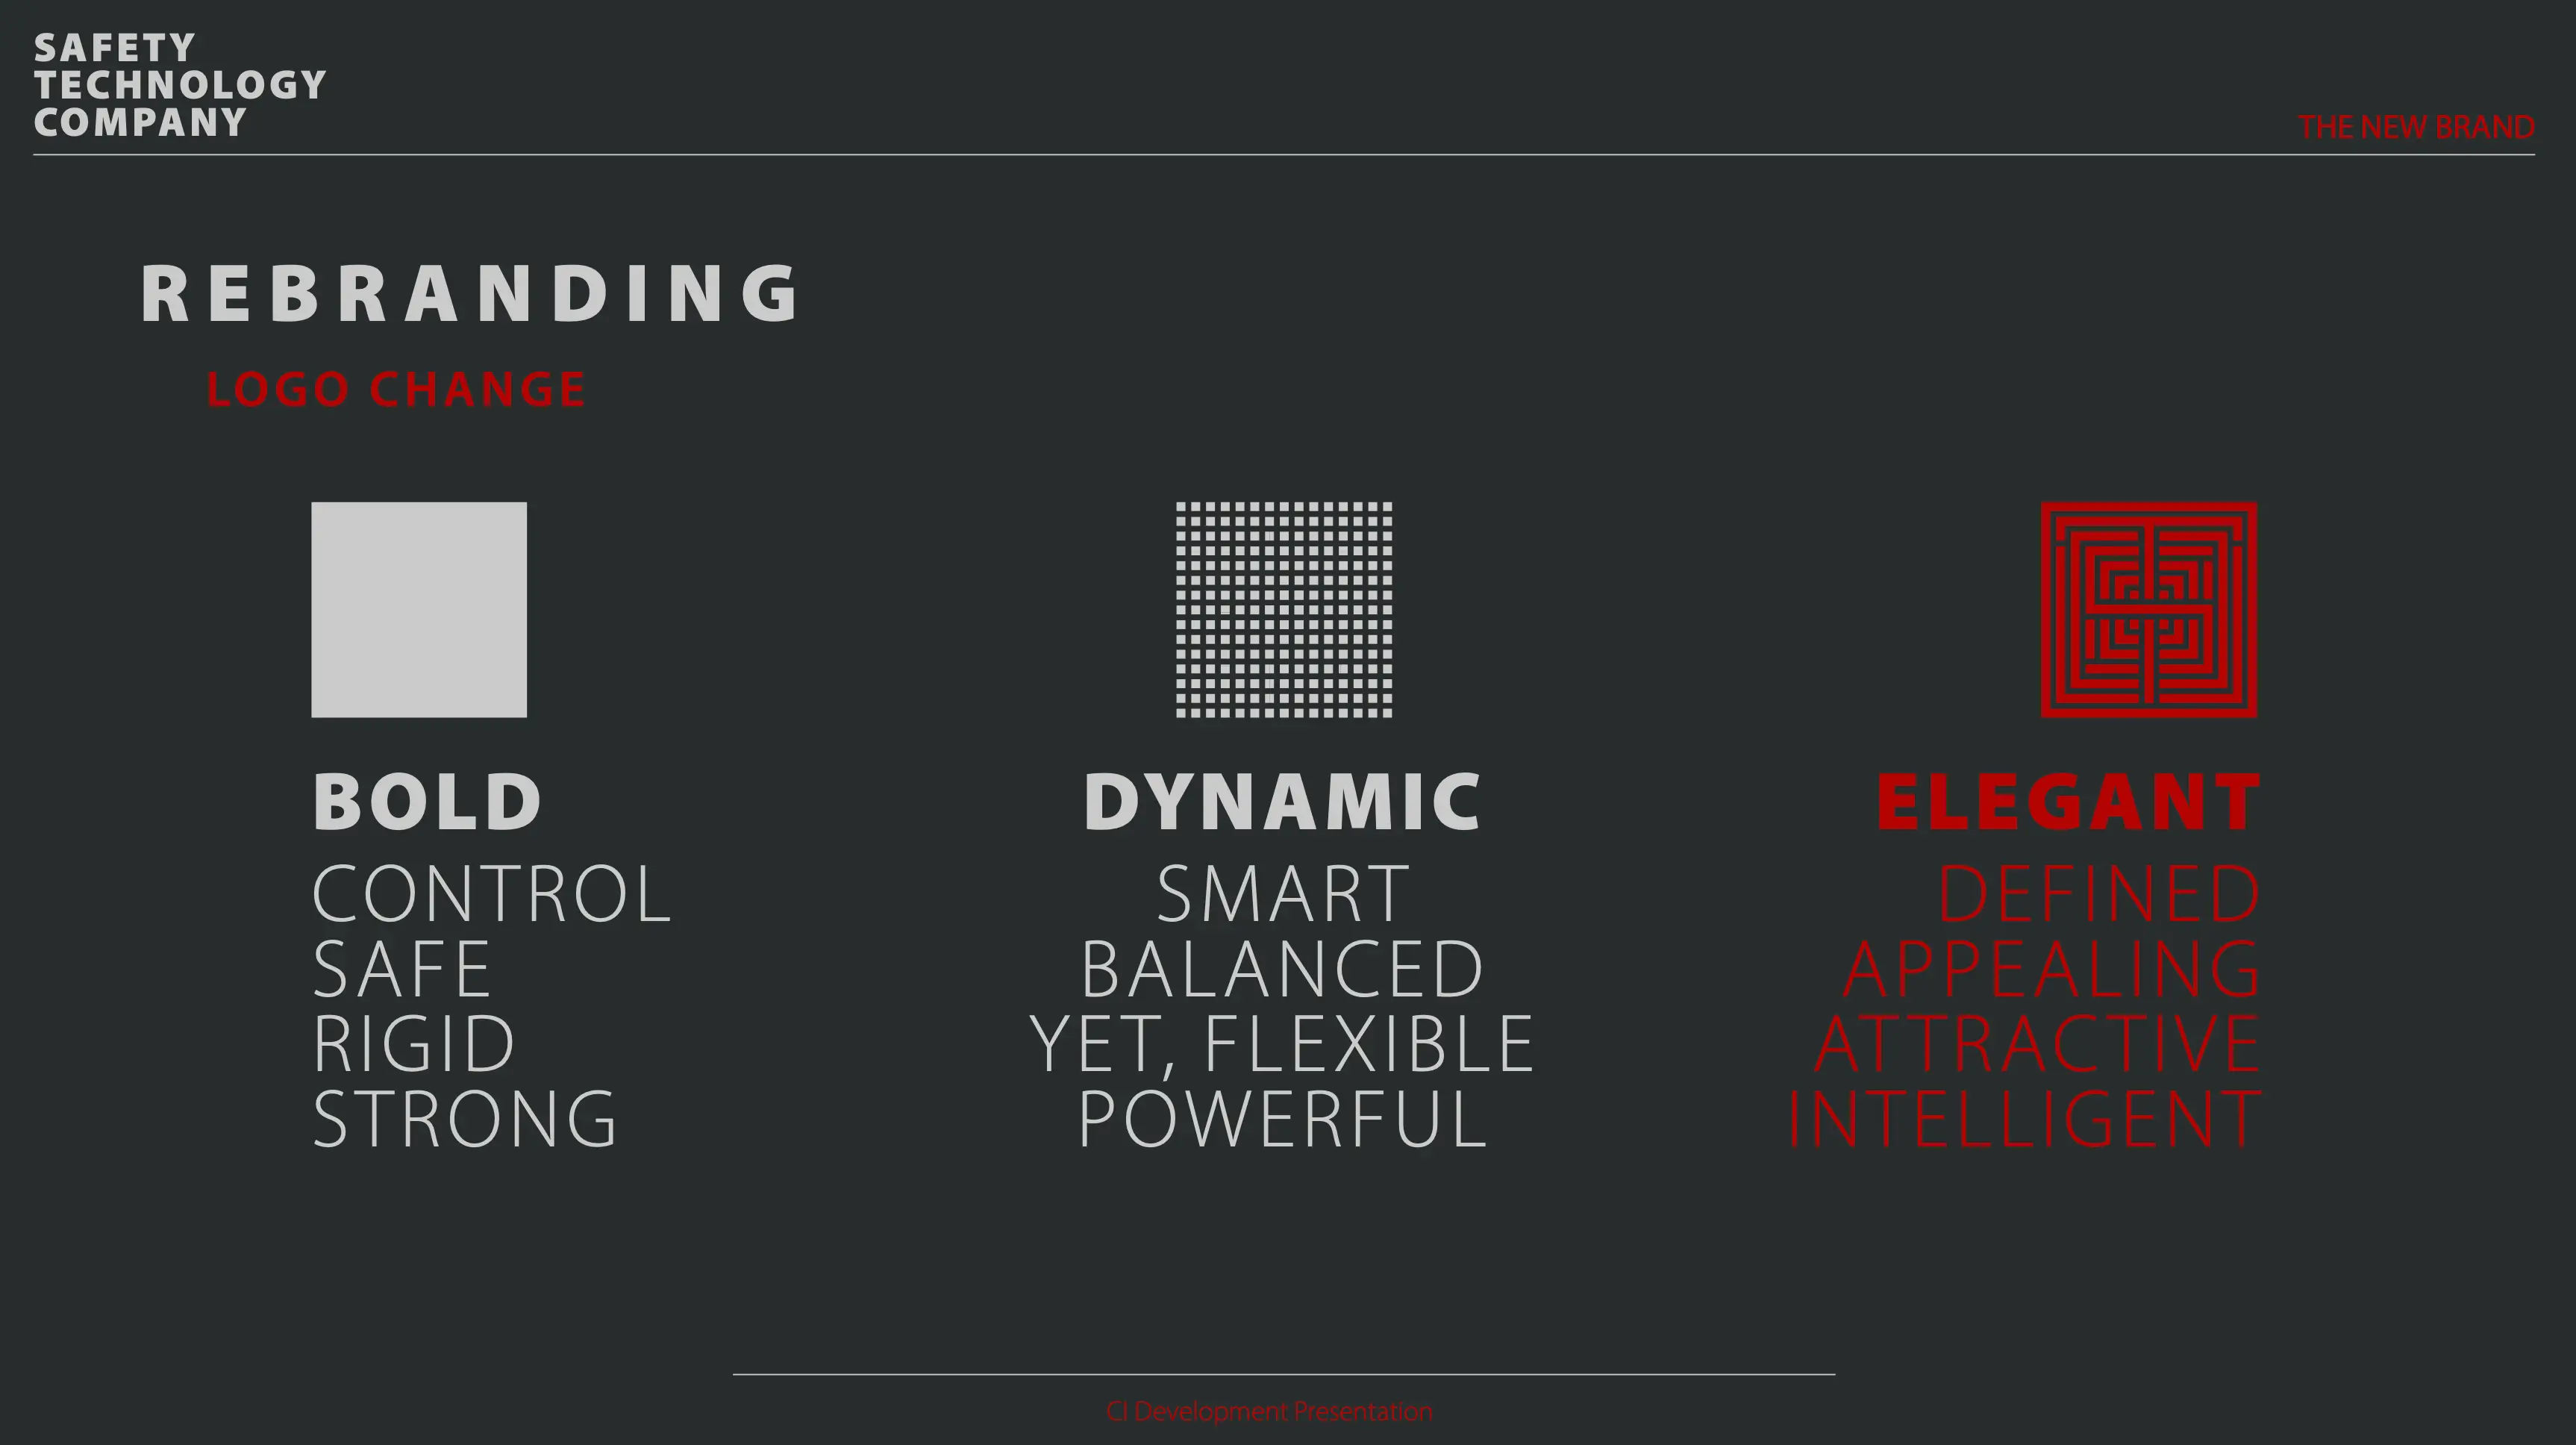 SAFETY
TECHNOLOGY
COMPANY
THE NEW BRAND
REBRANDING
LOGO CHANGE
BOLD
CONTROL
SAFE
RIGID
STRONG
DYNAMIC
SMART
BALANCED
YET, FLEXIBLE
POWERFUL
ELEGANT
DEFINED
APPEALING
ATTRACTIVE
INTELLIGENT
CI Development Presentation